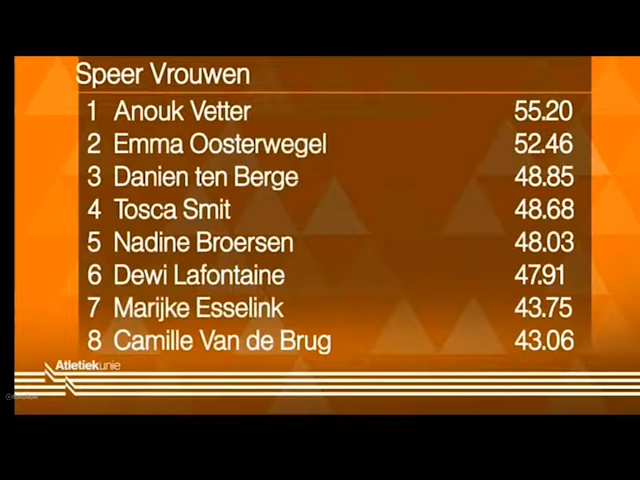 Speer Vrouwen
1 Anouk Vetter 55.20
2 Emma Oosterwegel 52.46
3 Danien ten Berge 48.85
4 Tosca Smit 48.68
5 Nadine Broersen 48.03
6 Dewi Lafontaine 47.91
7 Marijke Esselink 43.75
8 Camille Van de Brug 43.06
Atletiekunie